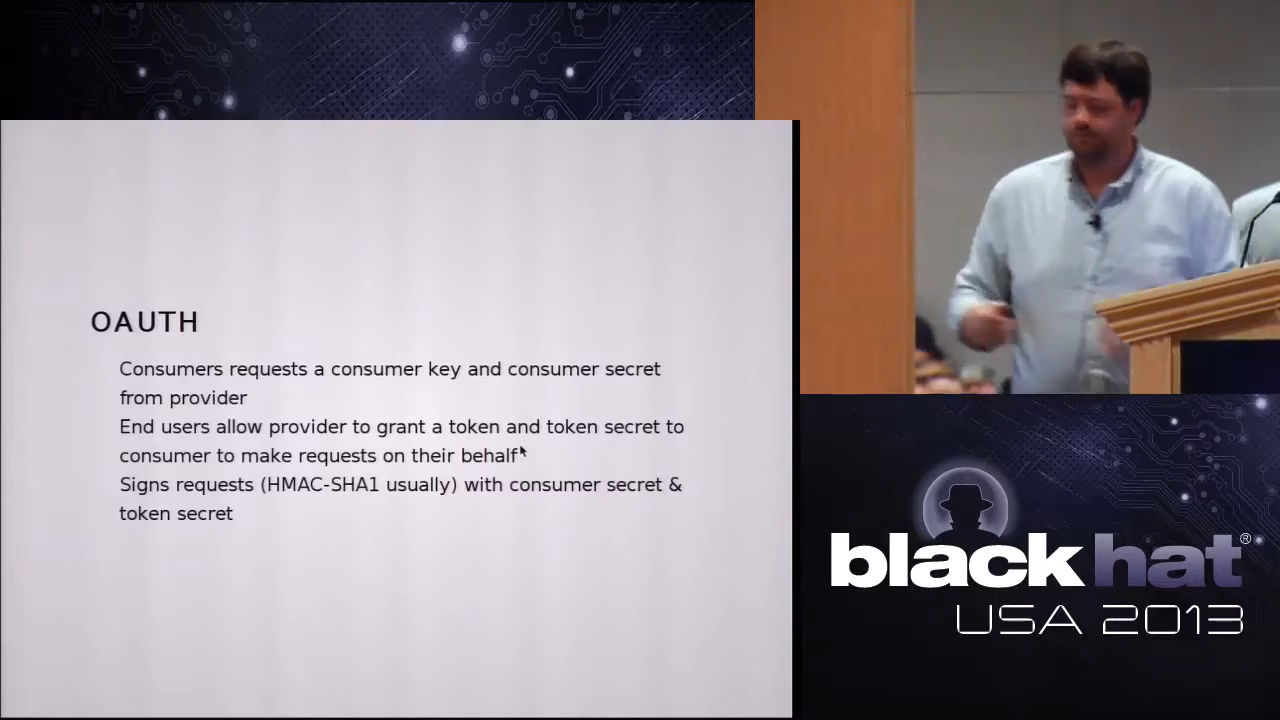 OAUTH
Consumers requests a consumer key and consumer secret
from provider
End users allow provider to grant a token and token secret to
consumer to make requests on their behalf
Signs requests (HMAC-SHA1 usually) with consumer secret &
token secret
blackhat®
USA 2013